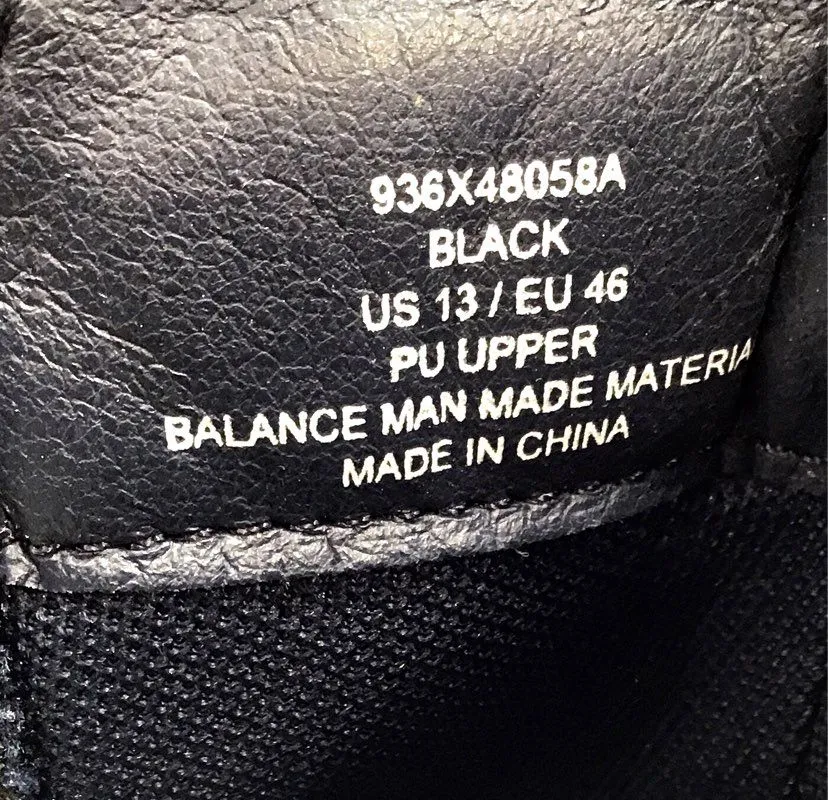 936X48058A
BLACK
US 13 / EU 46
PU UPPER
BALANCE MAN MADE MATERIA
MADE IN CHINA